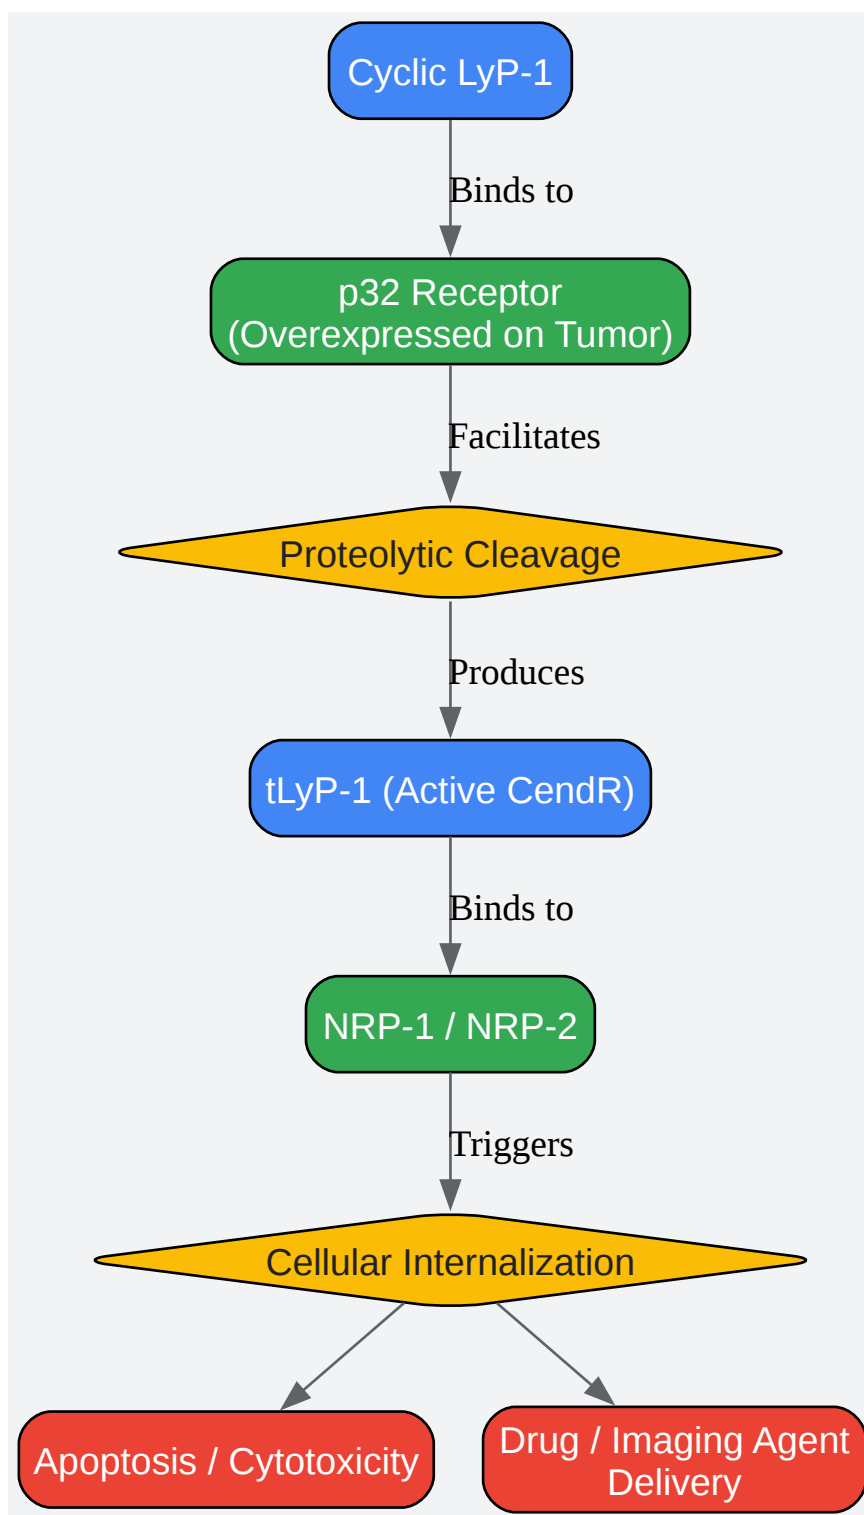 Cyclic LyP-1
Binds to
p32 Receptor
(Overexpressed on Tumor)
Facilitates
Proteolytic Cleavage
Produces
tLyP-1 (Active CendR)
Binds to
NRP-1 / NRP-2
Triggers
Cellular Internalization
Apoptosis / Cytotoxicity
Drug / Imaging Agent
Delivery